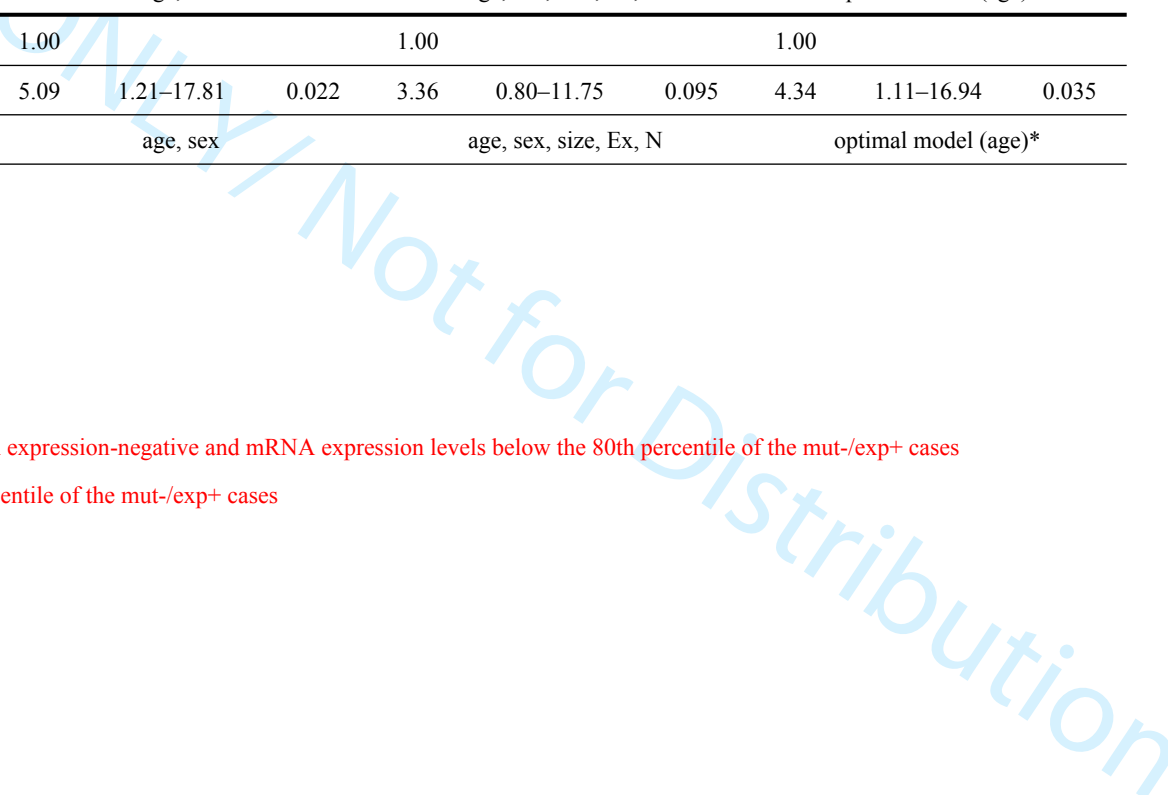 1.00 1.00 1.00
5.09 1.21–17.81 0.022 3.36 0.80–11.75 0.095 4.34 1.11–16.94 0.035
age, sex age, sex, size, Ex, N optimal model (age)*
expression-negative and mRNA expression levels below the 80th percentile of the mut-/exp+ cases
entile of the mut-/exp+ cases
ONLY/ Not for Distribution